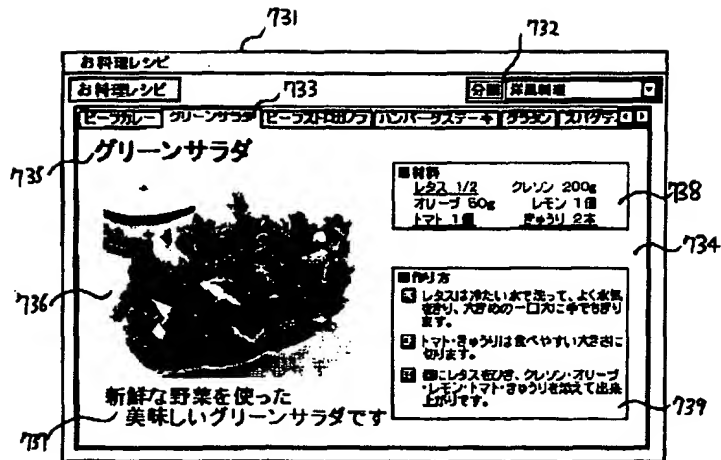 731
732
お料理レシピ
お料理レシピ
分類 洋風料理
733
ビーフカレー グリーンサラダ ビーフストロガノフ ハンバーグステーキ グラタン スパゲティ
735
グリーンサラダ
■材料
レタス 1/2 クレソン 200g
オリーブ 50g レモン 1個
トマト 1個 きゅうり 2本
738
734
736
■作り方
レタスは冷たい水で洗って、よく水気
をきり、大きめの一口大に手でちぎり
ます。
トマト・きゅうりは食べやすい大きさに
切ります。
にレタスをひき、クレソン・オリーブ
・レモン・トマト・きゅうりを添えて出来
上がりです。
739
新鮮な野菜を使った
美味しいグリーンサラダです
737